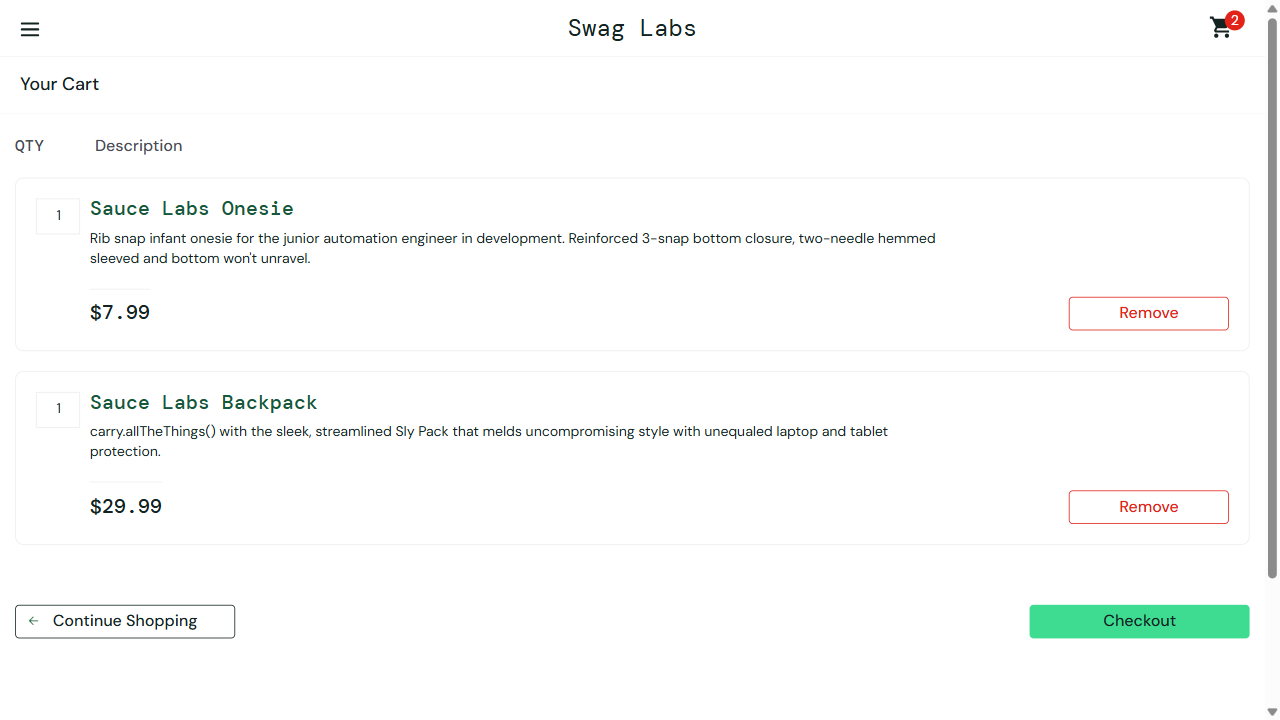 Swag Labs
2
Your Cart
QTY Description
1
Sauce Labs Onesie
Rib snap infant onesie for the junior automation engineer in development. Reinforced 3-snap bottom closure, two-needle hemmed
sleeved and bottom won't unravel.
$7.99
Remove
1
Sauce Labs Backpack
carry.allTheThings() with the sleek, streamlined Sly Pack that melds uncompromising style with unequaled laptop and tablet
protection.
$29.99
Remove
Continue Shopping
Checkout